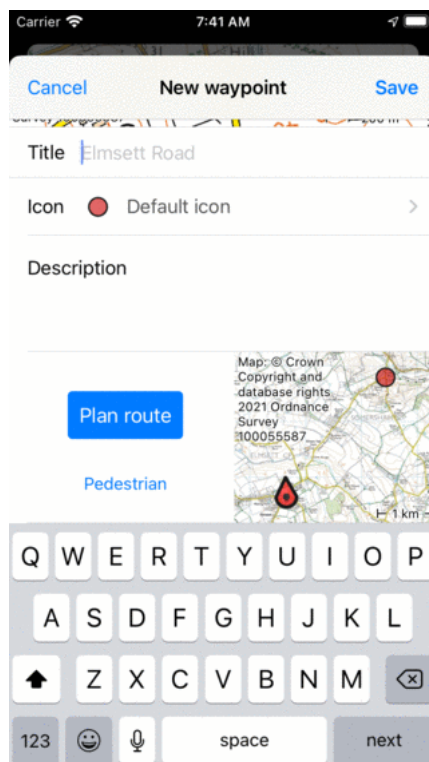 Carrier 7:41 AM
Cancel New waypoint Save
Title Elmsett Road
Icon Default icon
Description
Plan route
Pedestrian
Map: © Crown
Copyright and
database rights
2021 Ordnance
Survey
100055587
1 km
Q W E R T Y U I O P
A S D F G H J K L
Z X C V B N M
123 space next